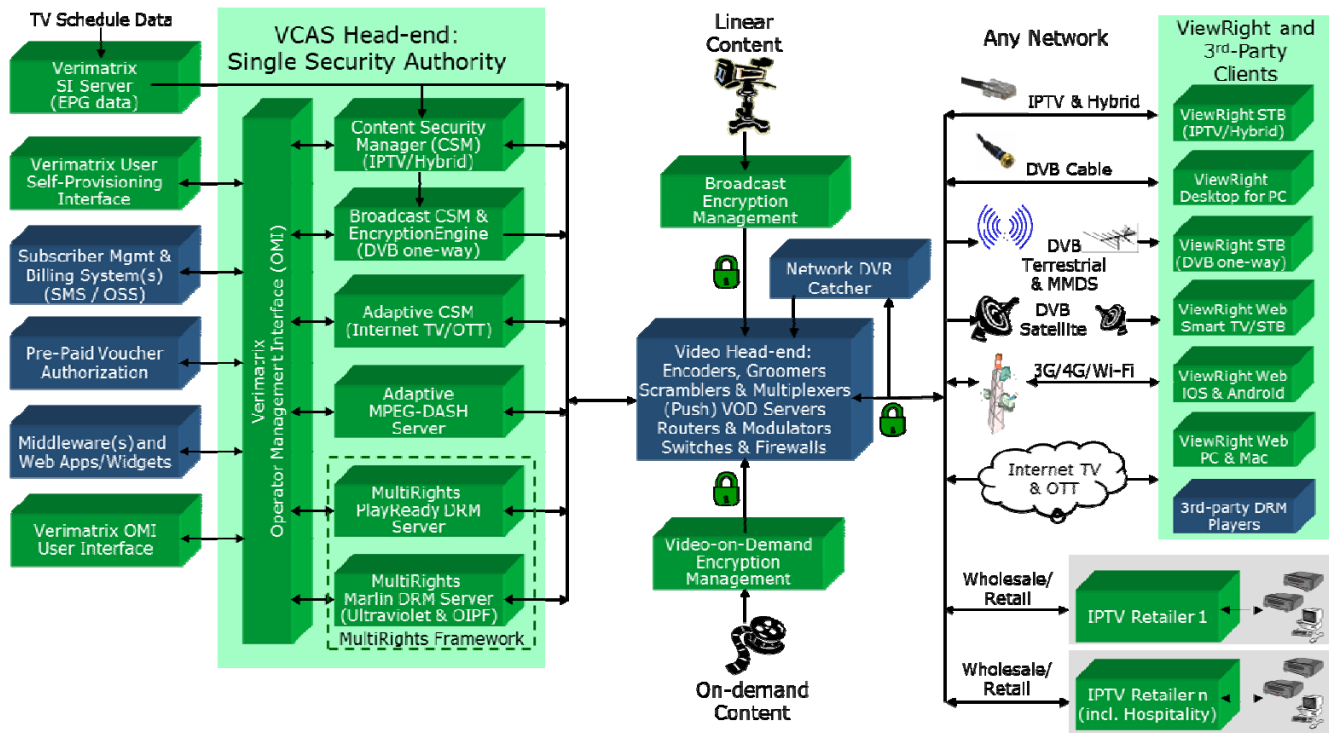 TV Schedule Data
Verimatrix
SI Server
(EPG data)
Verimatrix User
Self-Provisioning
Interface
Subscriber Mgmt &
Billing System(s)
(SMS / OSS)
Pre-Paid Voucher
Authorization
Middleware(s) and
Web Apps/Widgets
Verimatrix OMI
User Interface
VCAS Head-end:
Single Security Authority
Verimatrix
Operator Management Interface (OMI)
Content Security
Manager (CSM)
(IPTV/Hybrid)
Broadcast CSM &
EncryptionEngine
(DVB one-way)
Adaptive CSM
(Internet TV/OTT)
Adaptive
MPEG-DASH
Server
MultiRights
PlayReady DRM
Server
MultiRights
Marlin DRM Server
(Ultraviolet & OIPF)
MultiRights Framework
Linear
Content
Broadcast
Encryption
Management
Network DVR
Catcher
Video Head-end:
Encoders, Groomers
Scramblers & Multiplexers
(Push) VOD Servers
Routers & Modulators
Switches & Firewalls
Video-on-Demand
Encryption
Management
On-demand
Content
Any Network
IPTV & Hybrid
DVB Cable
DVB
Terrestrial
& MMDS
DVB
Satellite
3G/4G/Wi-Fi
Internet TV
& OTT
Wholesale/
Retail
Wholesale/
Retail
ViewRight and
3rd-Party
Clients
ViewRight STB
(IPTV/Hybrid)
ViewRight
Desktop for PC
ViewRight STB
(DVB one-way)
ViewRight Web
Smart TV/STB
ViewRight Web
IOS & Android
ViewRight Web
PC & Mac
3rd-party DRM
Players
IPTV Retailer 1
IPTV Retailer n
(incl. Hospitality)